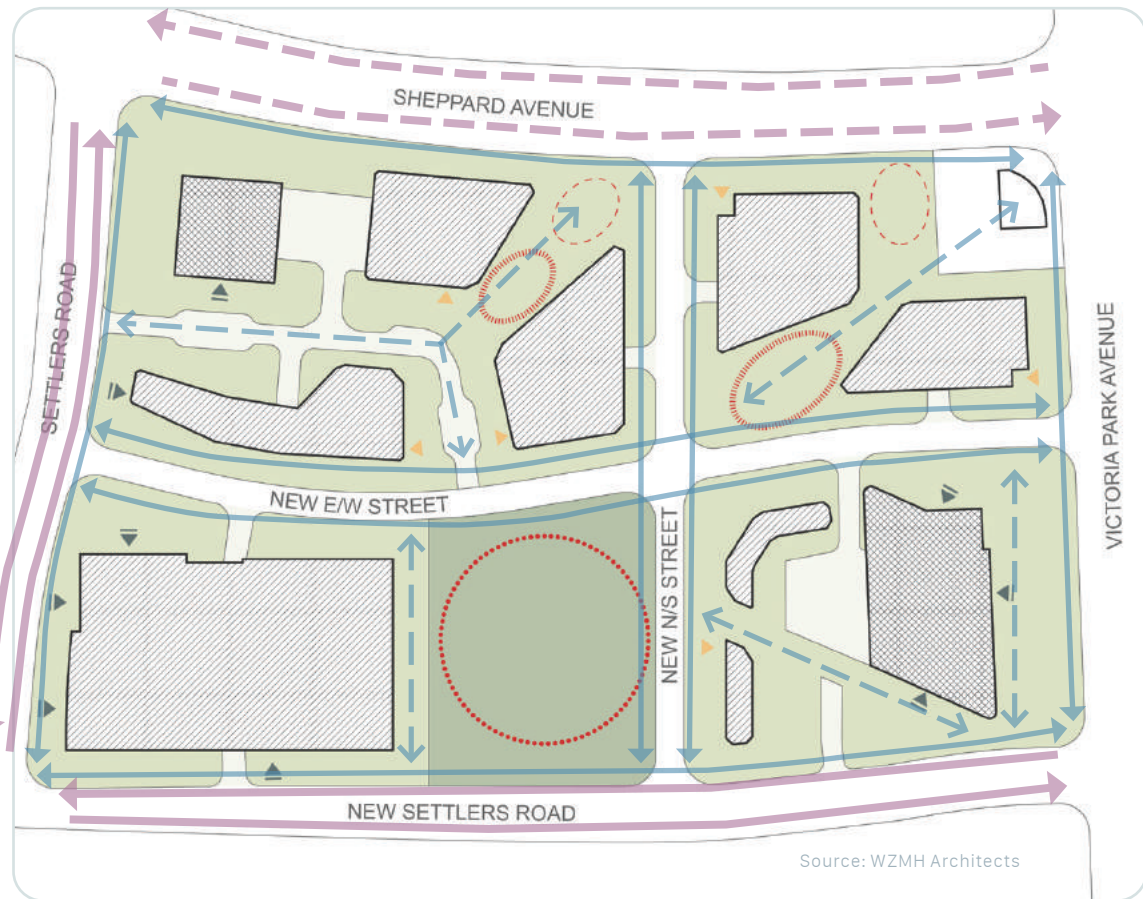 SHEPPARD AVENUE
SETTLERS ROAD
VICTORIA PARK AVENUE
NEW E/W STREET
NEW N/S STREET
NEW SETTLERS ROAD
Source: WZMH Architects